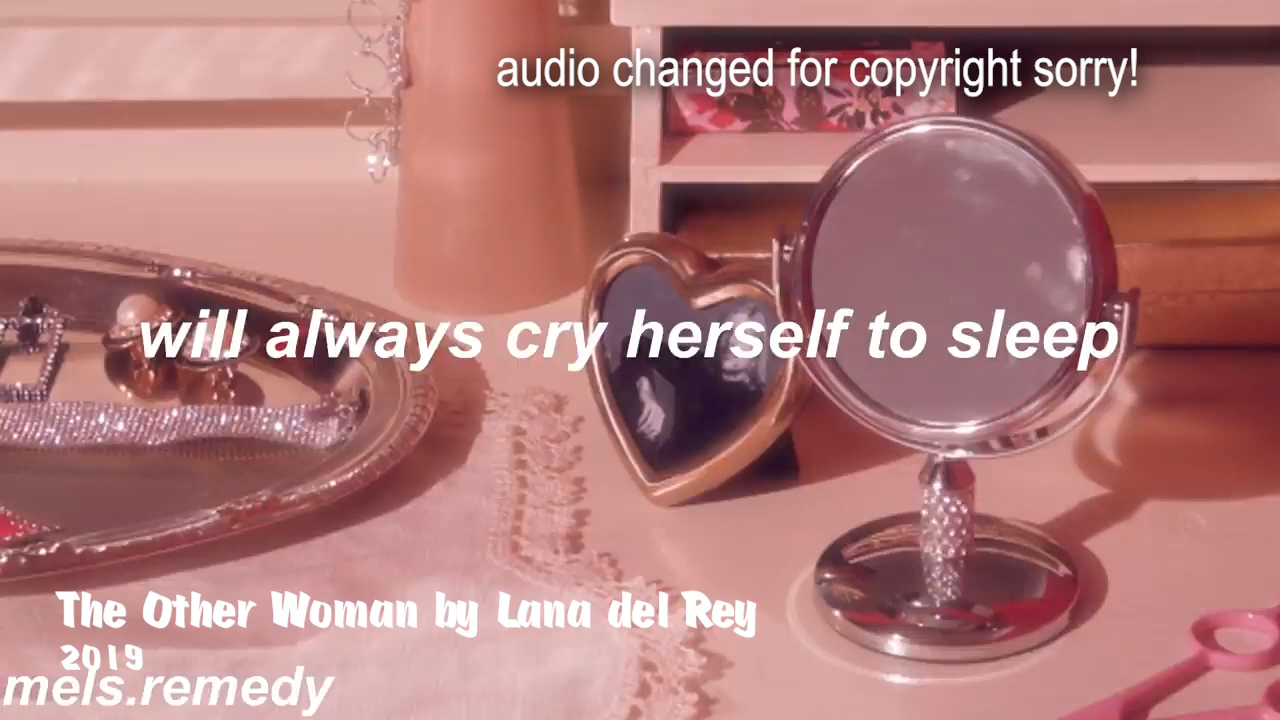 audio changed for copyright sorry!
will always cry herself to sleep
The Other Woman by Lana del Rey
2019
mels.remedy